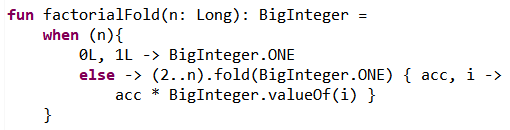 fun factorialFold(n: Long): BigInteger =
    when (n){
        0L, 1L -> BigInteger.ONE
        else -> (2..n).fold(BigInteger.ONE) { acc, i ->
            acc * BigInteger.valueOf(i) }
    }